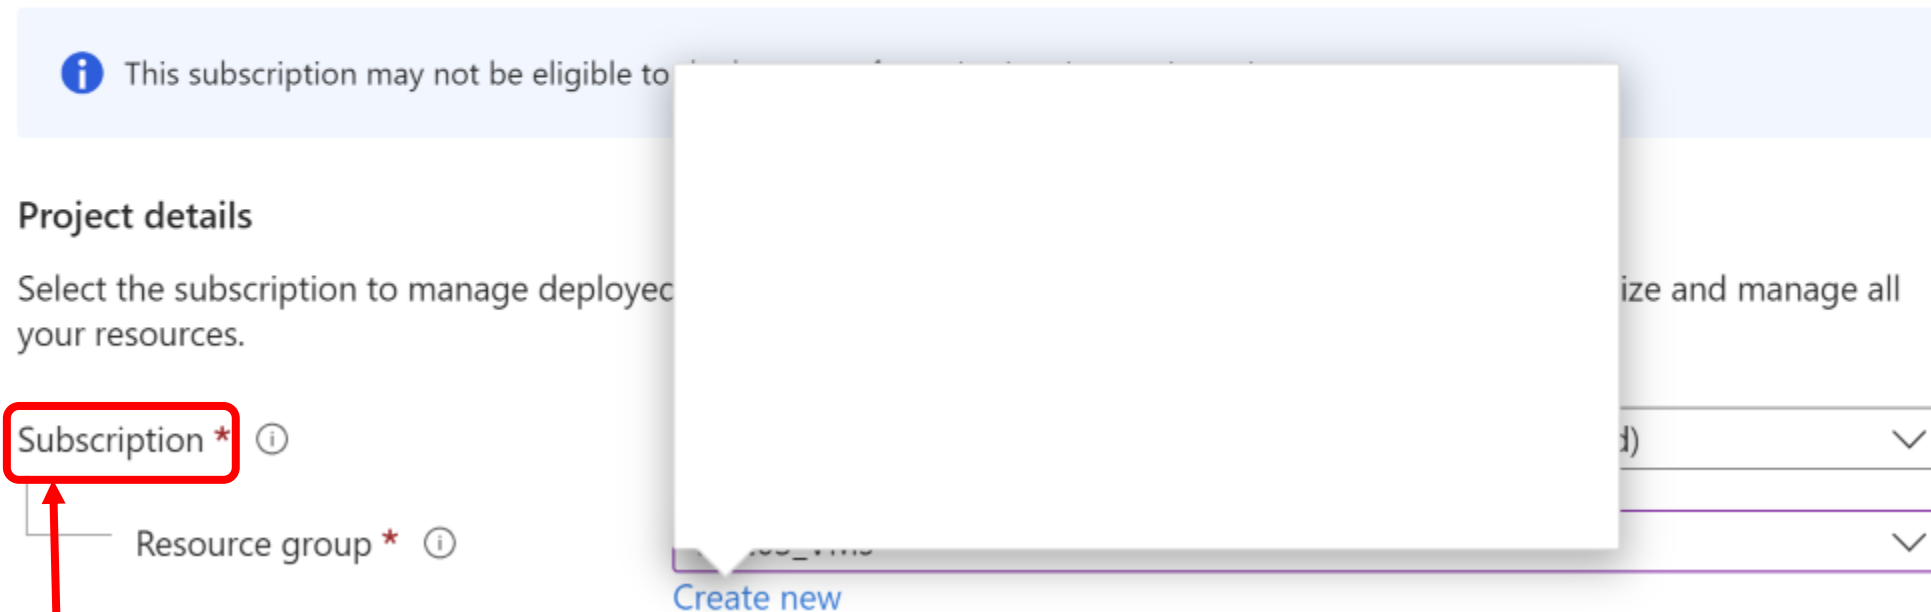 This subscription may not be eligible to
Project details
Select the subscription to manage deployed
ize and manage all
your resources.
Subscription *
d)
Resource group *
Create new